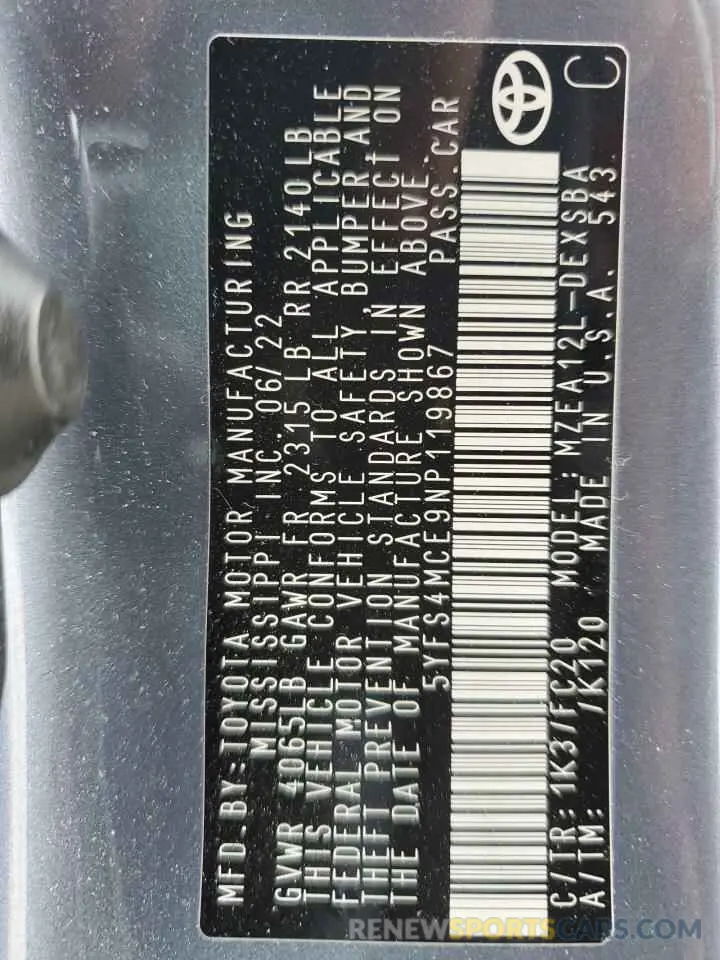 MFD.BY:TOYOTA MOTOR MANUFACTURING
MISSISSIPPI INC. 06/22
GVWR 4065LB GAWR FR 2315 LB RR 2140LB
THIS VEHICLE CONFORMS TO ALL APPLICABLE
FEDERAL MOTOR VEHICLE SAFETY, BUMPER AND
THEFT PREVENTION STANDARDS IN EFFECT ON
THE DATE OF MANUFACTURE SHOWN ABOVE.
5YFS4MCE9NP119867 PASS. CAR
C/TR: 1K3/FC20 MODEL: MZEA12L-DEXSBA
A/TM: /K120 MADE IN U.S.A. 543
C
RENEWSPORTSCARS.COM